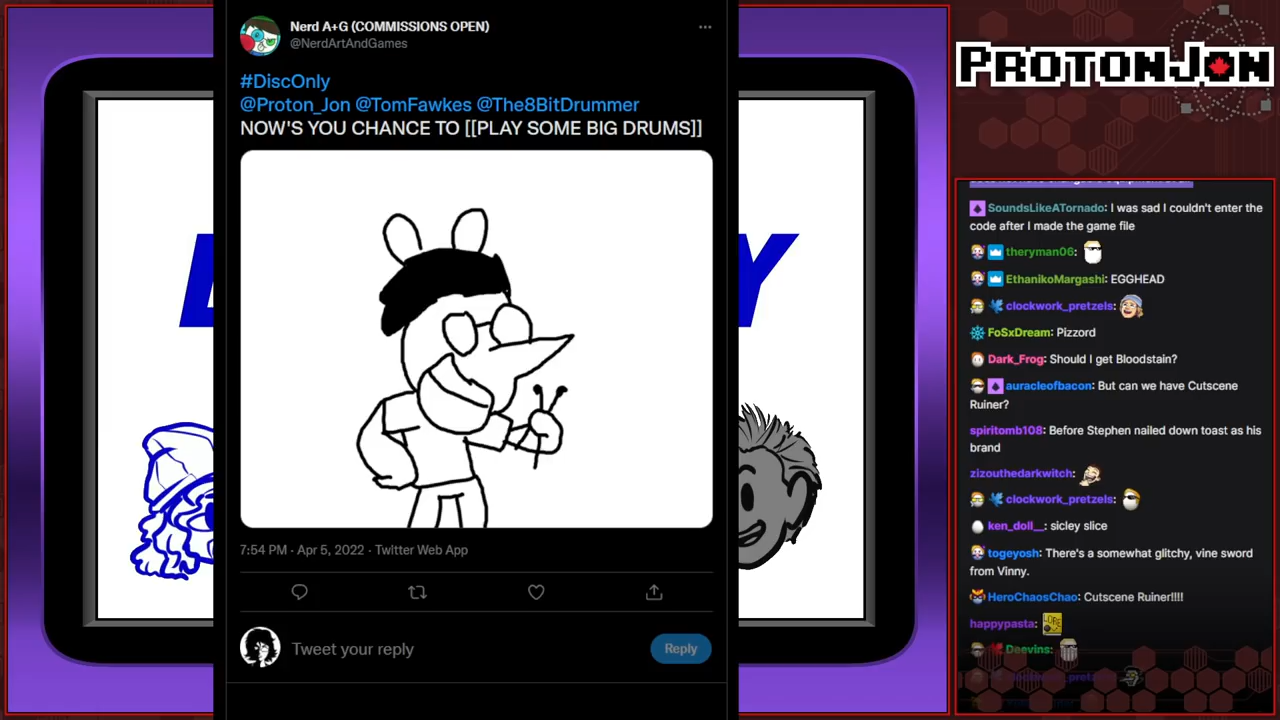 Nerd A+G (COMMISSIONS OPEN)
@NerdArtAndGames
#DiscOnly
@Proton_Jon @TomFawkes @The8BitDrummer
NOW'S YOU CHANCE TO [[PLAY SOME BIG DRUMS]]
7:54 PM · Apr 5, 2022 · Twitter Web App
Tweet your reply
Reply
PROTONJON
SoundsLikeATornado: I was sad I couldn't enter the
code after I made the game file
theryman06:
EthanikoMargashi: EGGHEAD
clockwork_pretzels:
FoSxDream: Pizzord
Dark_Frog: Should I get Bloodstain?
auracleofbacon: But can we have Cutscene
Ruiner?
spiritomb108: Before Stephen nailed down toast as his
brand
zizouthedarkwitch:
clockwork_pretzels:
ken_doll__: sicley slice
togeyosh: There's a somewhat glitchy, vine sword
from Vinny.
HeroChaosChao: Cutscene Ruiner!!!!
happypasta:
LORE
Deevins: